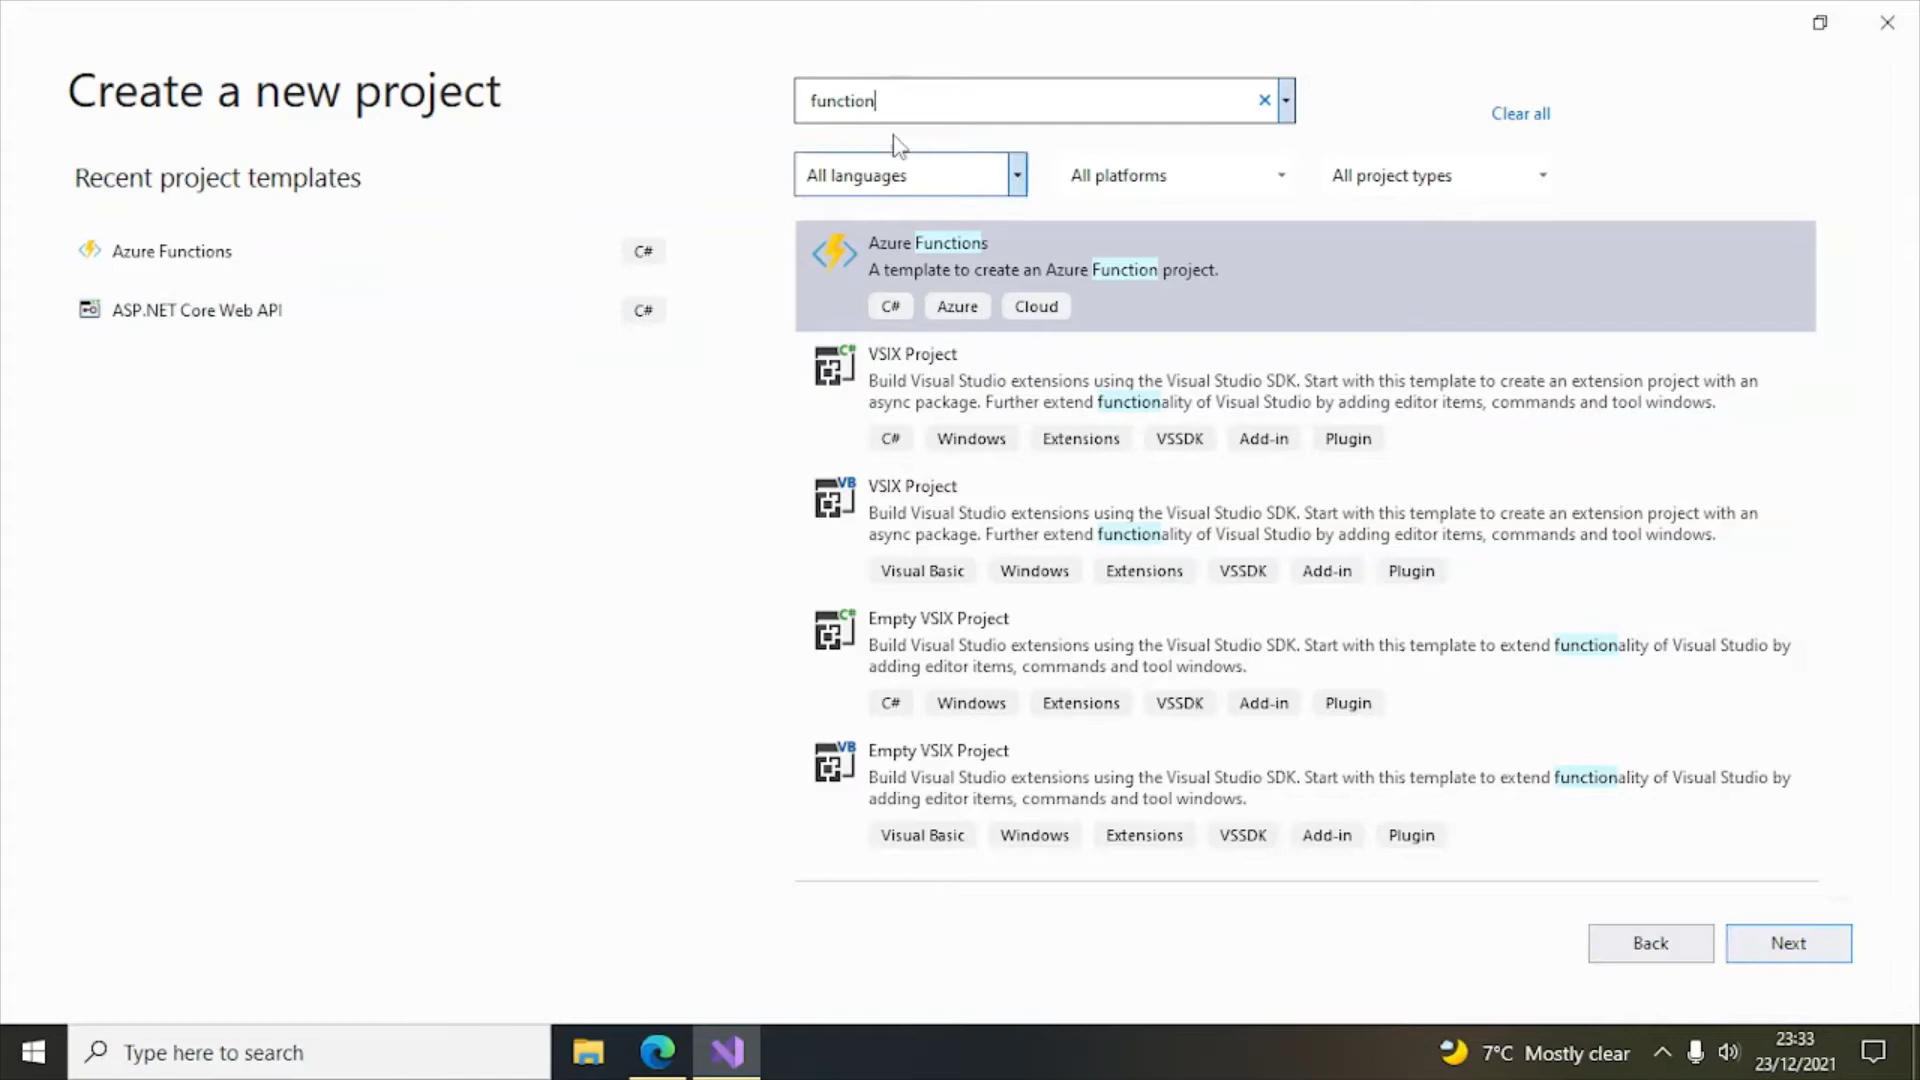 Create a new project
Recent project templates
Azure Functions C#
ASP.NET Core Web API C#
function
Clear all
All languages All platforms All project types
Azure Functions
A template to create an Azure Function project.
C# Azure Cloud
C#
VSIX Project
Build Visual Studio extensions using the Visual Studio SDK. Start with this template to create an extension project with an
async package. Further extend functionality of Visual Studio by adding editor items, commands and tool windows.
C# Windows Extensions VSSDK Add-in Plugin
VB
VSIX Project
Build Visual Studio extensions using the Visual Studio SDK. Start with this template to create an extension project with an
async package. Further extend functionality of Visual Studio by adding editor items, commands and tool windows.
Visual Basic Windows Extensions VSSDK Add-in Plugin
C#
Empty VSIX Project
Build Visual Studio extensions using the Visual Studio SDK. Start with this template to extend functionality of Visual Studio by
adding editor items, commands and tool windows.
C# Windows Extensions VSSDK Add-in Plugin
VB
Empty VSIX Project
Build Visual Studio extensions using the Visual Studio SDK. Start with this template to extend functionality of Visual Studio by
adding editor items, commands and tool windows.
Visual Basic Windows Extensions VSSDK Add-in Plugin
Back Next
Type here to search
7°C Mostly clear
23:33
23/12/2021